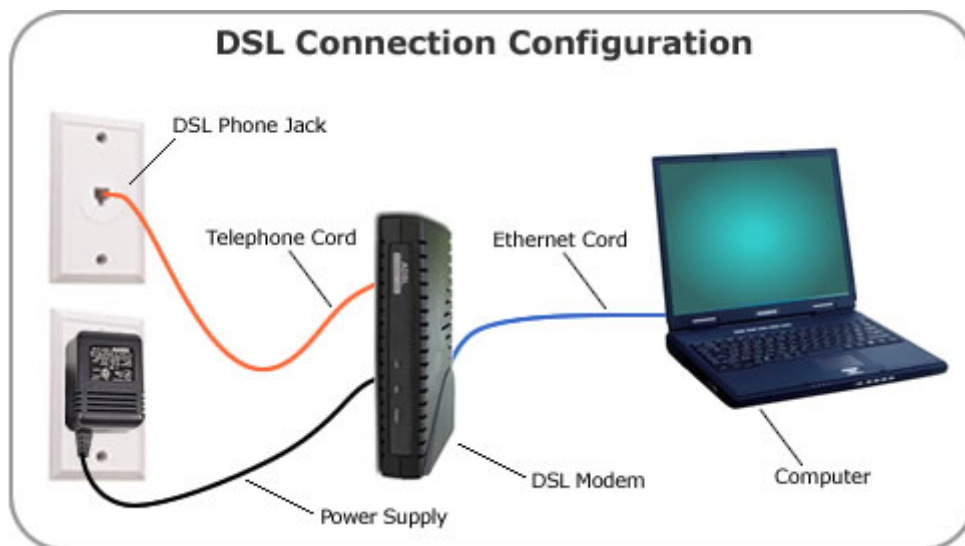 DSL Connection Configuration
DSL Phone Jack
Telephone Cord
Ethernet Cord
DSL Modem
Computer
Power Supply